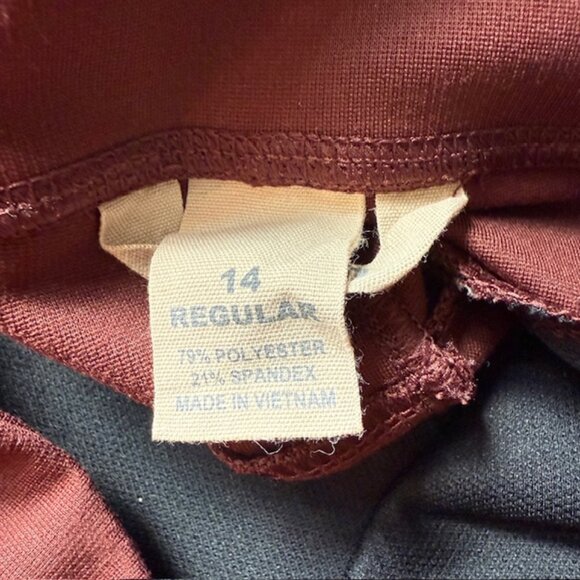 14
REGULAR
79% POLYESTER
21% SPANDEX
MADE IN VIETNAM